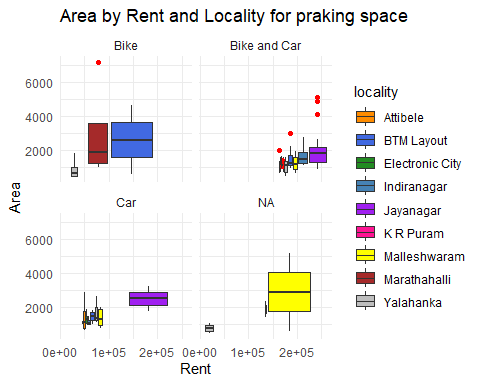 Area by Rent and Locality for praking space
Bike
Bike and Car
6000
4000
2000
Car
NA
6000
4000
2000
0e+00
1e+05
2e+05
0e+00
1e+05
2e+05
Rent
Area
locality
Attibele
BTM Layout
Electronic City
Indiranagar
Jayanagar
K R Puram
Malleshwaram
Marathahalli
Yalahanka